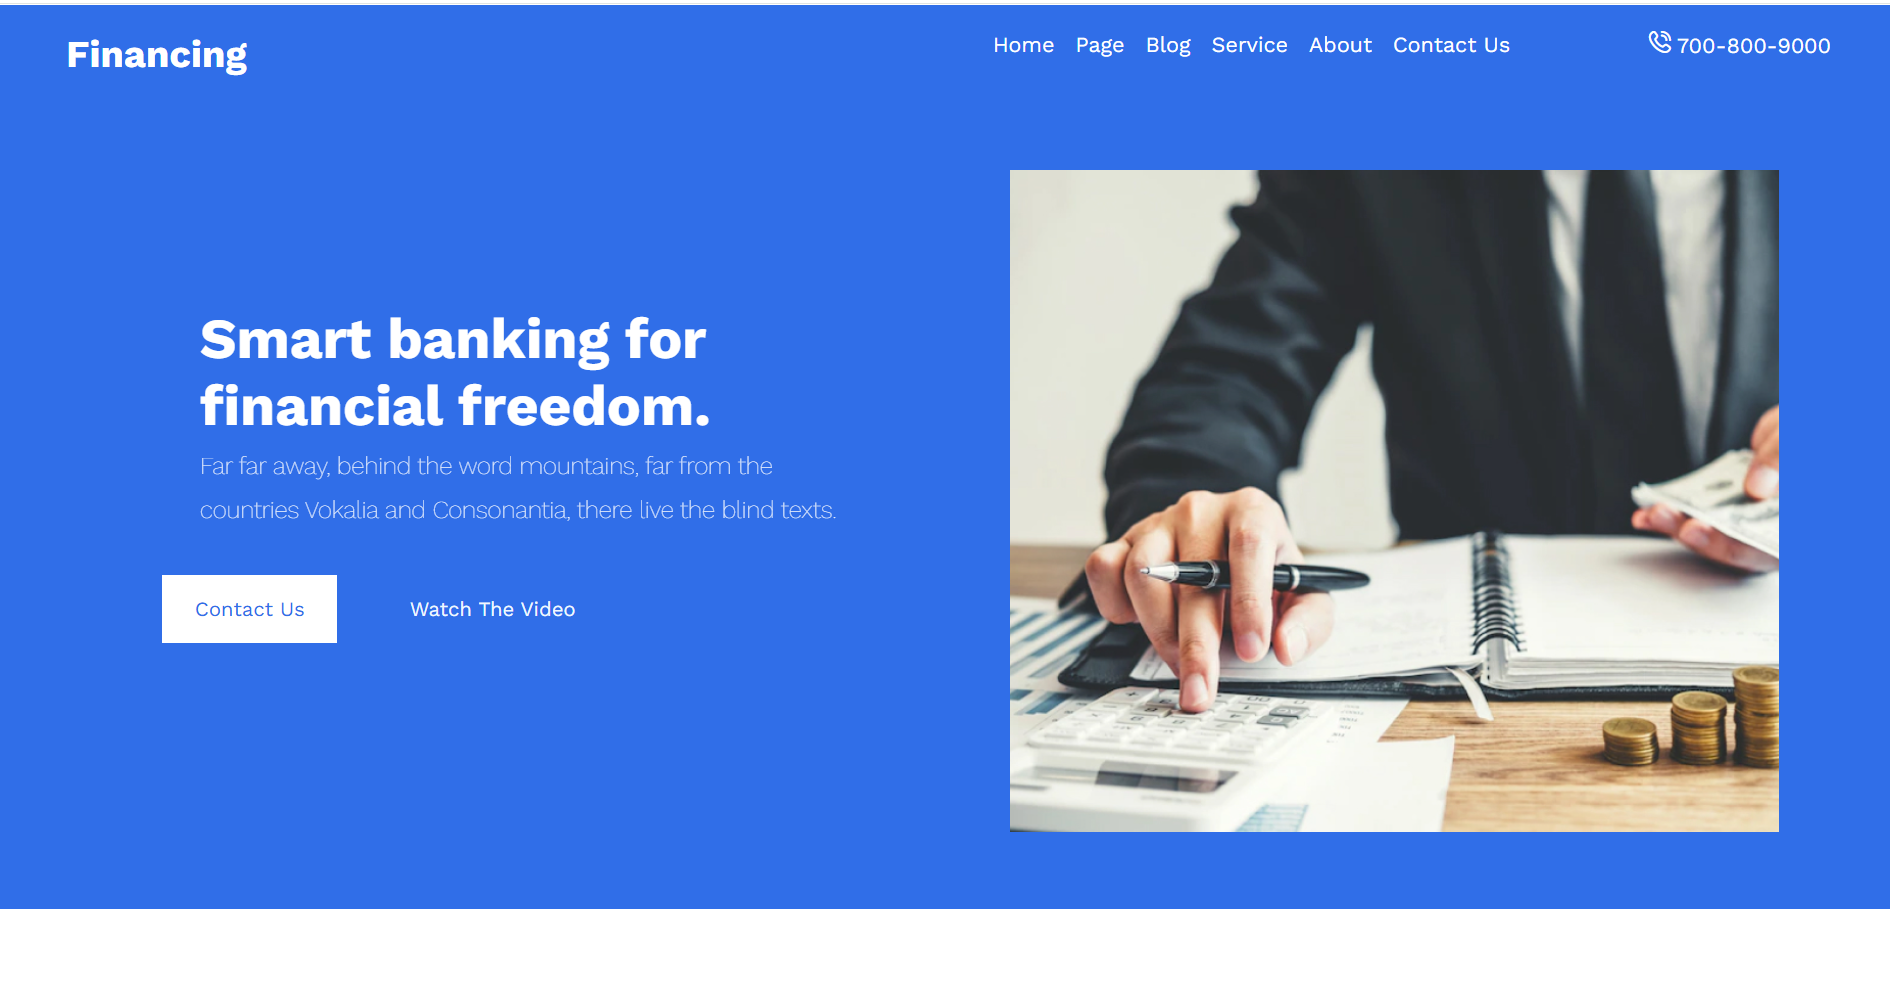 Financing
Home Page Blog Service About Contact Us
700-800-9000
Smart banking for
financial freedom.
Far far away, behind the word mountains, far from the
countries Vokalia and Consonantia, there live the blind texts.
Contact Us
Watch The Video